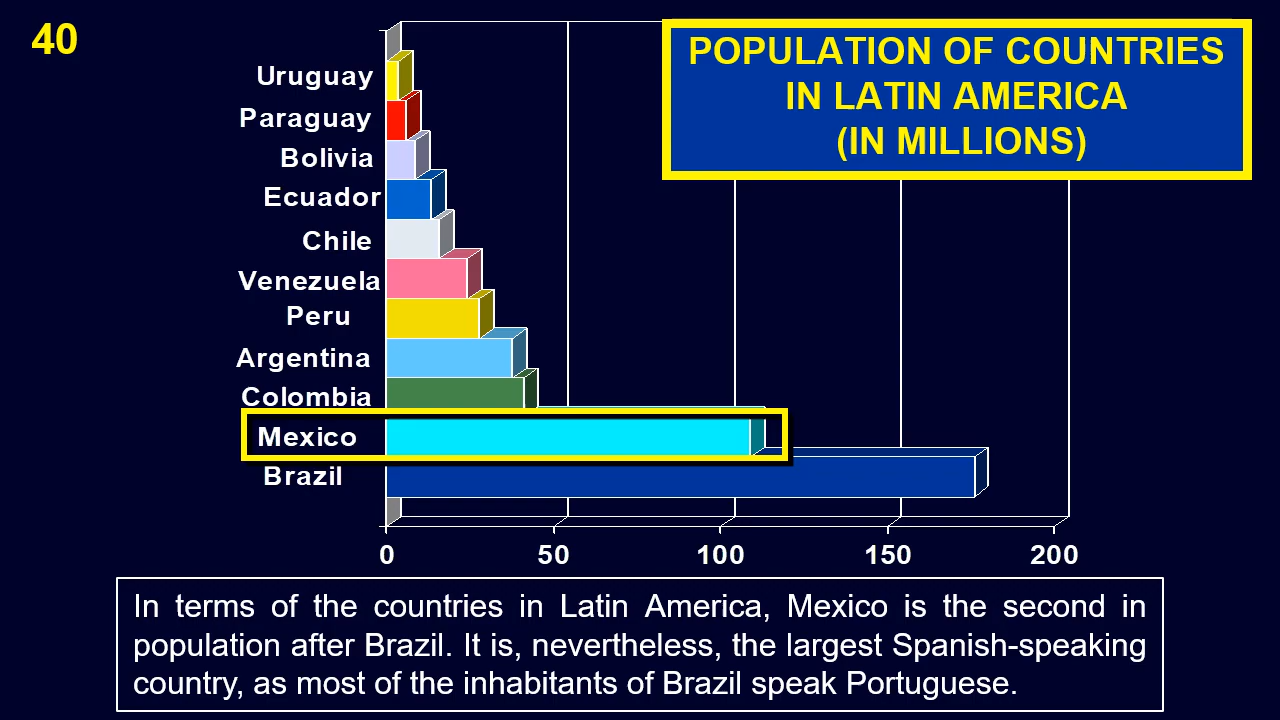 40
POPULATION OF COUNTRIES
IN LATIN AMERICA
(IN MILLIONS)
Uruguay
Paraguay
Bolivia
Ecuador
Chile
Venezuela
Peru
Argentina
Colombia
Mexico
Brazil
0 50 100 150 200
In terms of the countries in Latin America, Mexico is the second in
population after Brazil. It is, nevertheless, the largest Spanish-speaking
country, as most of the inhabitants of Brazil speak Portuguese.